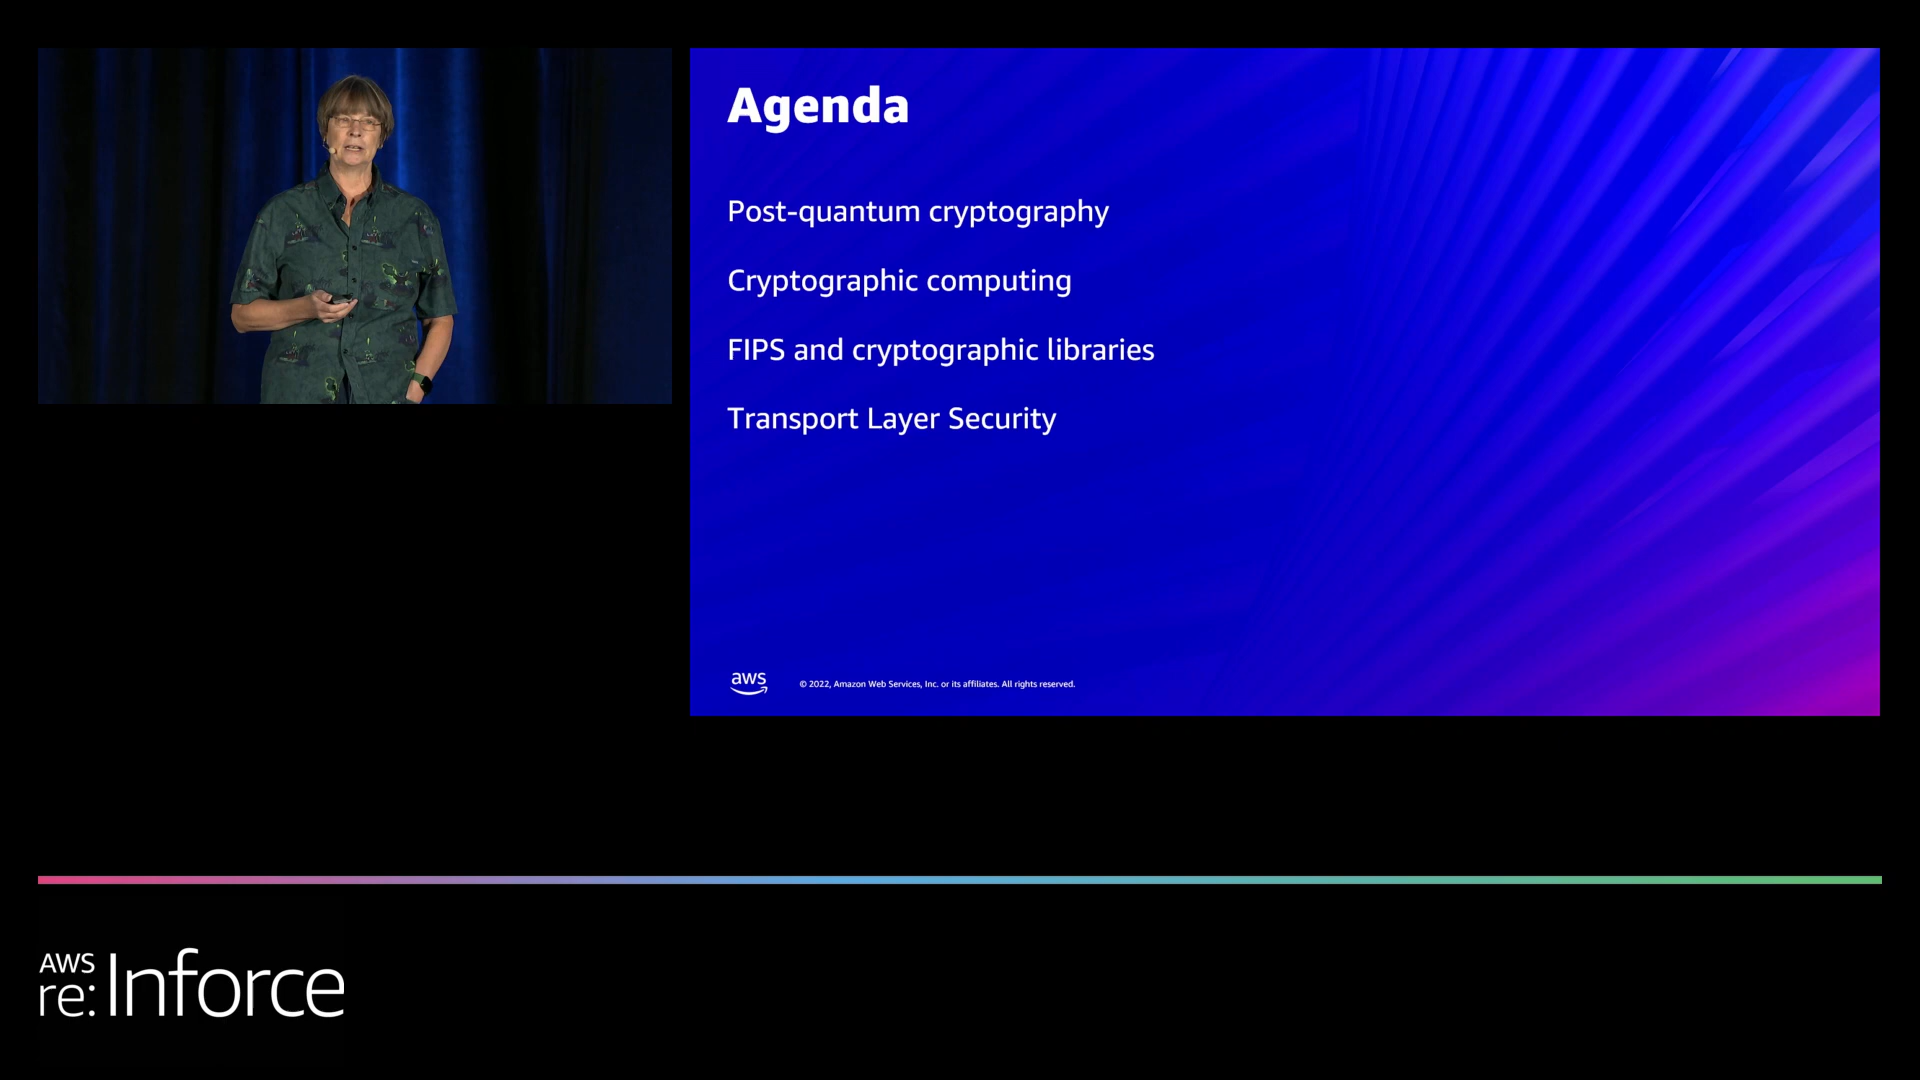 Agenda
Post-quantum cryptography
Cryptographic computing
FIPS and cryptographic libraries
Transport Layer Security
aws
© 2022, Amazon Web Services, Inc. or its affiliates. All rights reserved.
AWS
re: Inforce